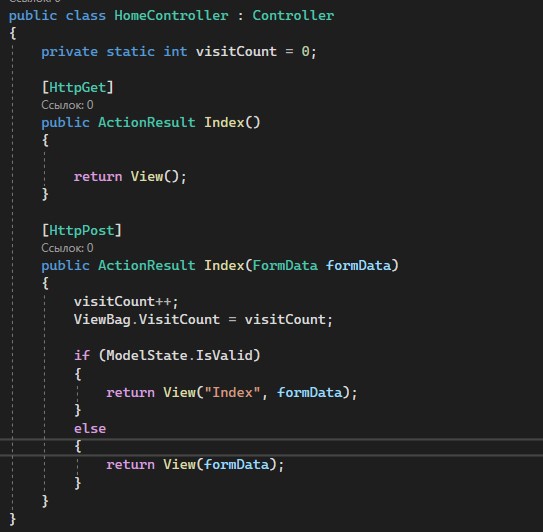 Ссылок: 0
public class HomeController : Controller
{
    private static int visitCount = 0;
    [HttpGet]
    Ссылок: 0
    public ActionResult Index()
    {
        return View();
    }
    [HttpPost]
    Ссылок: 0
    public ActionResult Index(FormData formData)
    {
        visitCount++;
        ViewBag.VisitCount = visitCount;
        if (ModelState.IsValid)
        {
            return View("Index", formData);
        }
        else
        {
            return View(formData);
        }
    }
}